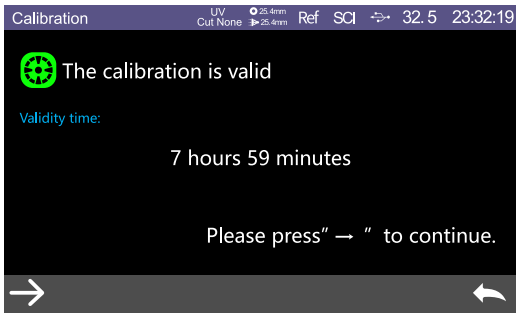 Calibration UV Cut None 25.4mm 25.4mm Ref SCI 32.5 23:32:19
The calibration is valid
Validity time:
7 hours 59 minutes
Please press″ → ″ to continue.